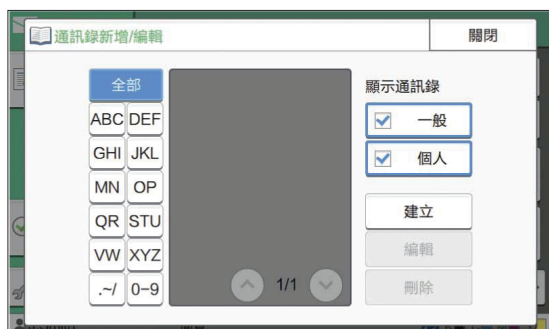 通訊錄新增/編輯
關閉
全部
ABC DEF
GHI JKL
MN OP
QR STU
VW XYZ
.~/ 0-9
1/1
顯示通訊錄
一般
個人
建立
編輯
刪除